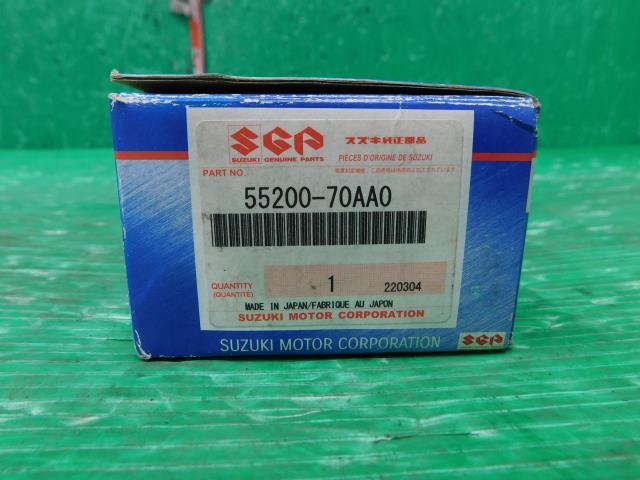 SGP
SUZUKI GENUINE PARTS
スズキ純正部品
PIÈCES D'ORIGINE DE SUZUKI
PART NO.
55200-70AA0
QUANTITY
(QUANTITÉ)
1
220304
MADE IN JAPAN/FABRIQUE AU JAPON
SUZUKI MOTOR CORPORATION
SUZUKI MOTOR CORPORATION
SGP